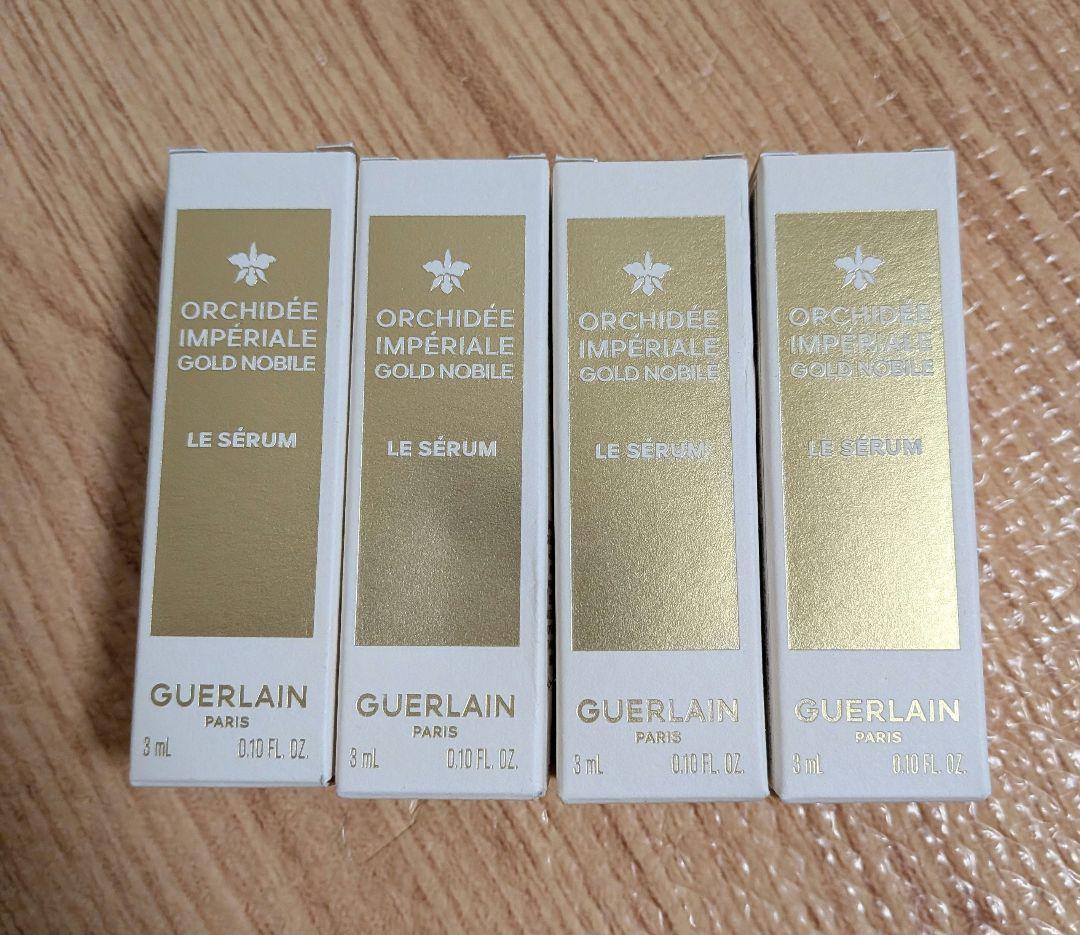 ORCHIDÉE
IMPÉRIALE
GOLD NOBILE
LE SÉRUM
GUERLAIN
PARIS
3 mL 0.10 FL. OZ.
ORCHIDÉE
IMPÉRIALE
GOLD NOBILE
LE SÉRUM
GUERLAIN
PARIS
3 mL 0.10 FL. OZ.
ORCHIDÉE
IMPÉRIALE
GOLD NOBILE
LE SÉRUM
GUERLAIN
PARIS
3 mL 0.10 FL. OZ.
ORCHIDÉE
IMPÉRIALE
GOLD NOBILE
LE SÉRUM
GUERLAIN
PARIS
3 mL 0.10 FL. OZ.